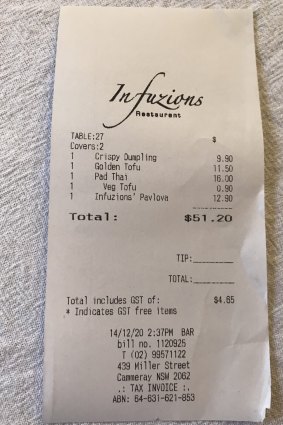 Infuzions
Restaurant
TABLE:27 $
Covers:2
1 Crispy Dumpling 9.90
1 Golden Tofu 11.50
1 Pad Thai 16.00
1 Veg Tofu 0.90
1 Infuzions' Pavlova 12.90
Total: $51.20
TIP:________
TOTAL:________
Total includes GST of: $4.65
* Indicates GST free items
14/12/20 2:37PM BAR
bill no. 1120925
T (02) 99571122
439 Miller Street
Cammeray NSW 2062
.: TAX INVOICE :.
ABN: 64-631-621-853